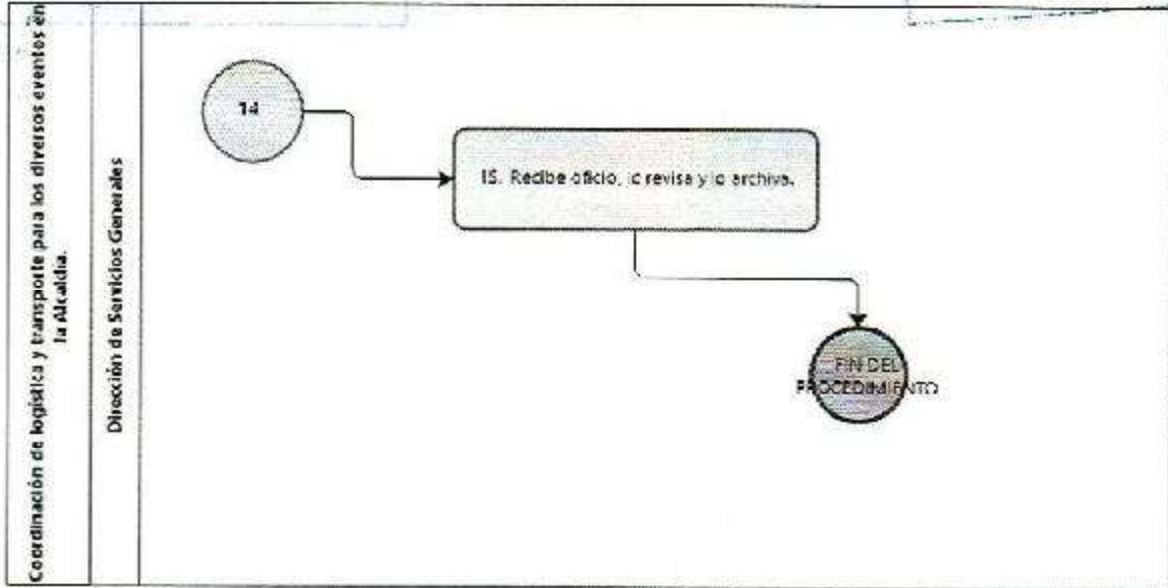 Coordinación de logística y transporte para los diversos eventos en
la Alcaldía.
Dirección de Servicios Generales
14
15. Recibe oficio, lo revisa y lo archiva.
FIN DEL
PROCEDIMIENTO